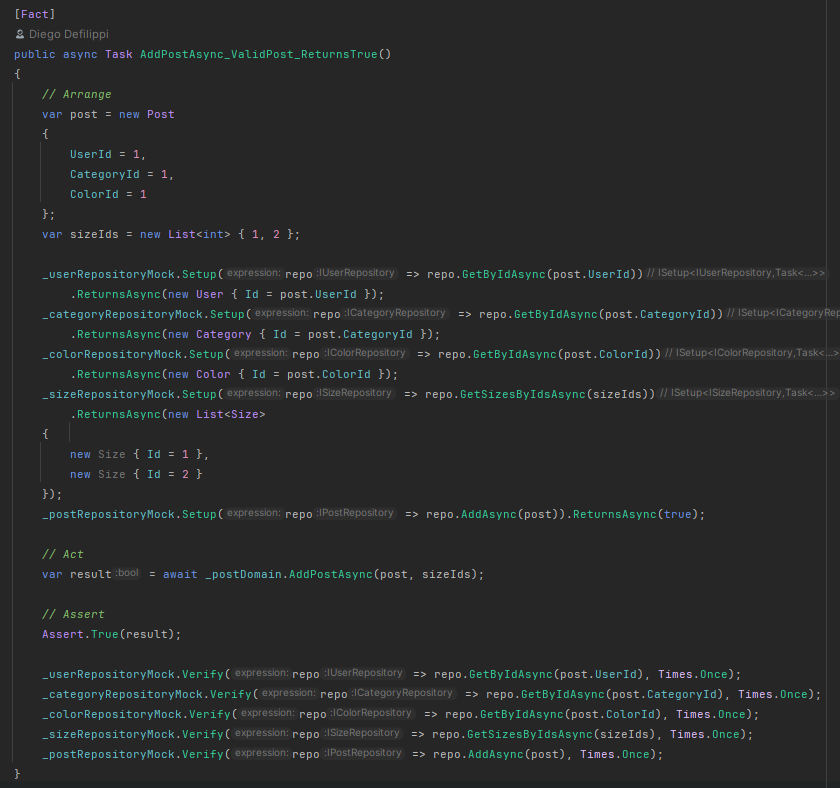 [Fact]
Diego Defilippi
public async Task AddPostAsync_ValidPost_ReturnsTrue()
{
    // Arrange
    var post = new Post
    {
        UserId = 1,
        CategoryId = 1,
        ColorId = 1
    };
    var sizeIds = new List<int> { 1, 2 };

    _userRepositoryMock.Setup( expression: repo :IUserRepository => repo.GetByIdAsync(post.UserId)) // ISetup<IUserRepository,Task<...>>
        .ReturnsAsync(new User { Id = post.UserId });
    _categoryRepositoryMock.Setup( expression: repo :ICategoryRepository => repo.GetByIdAsync(post.CategoryId)) // ISetup<ICategoryRep
        .ReturnsAsync(new Category { Id = post.CategoryId });
    _colorRepositoryMock.Setup( expression: repo :IColorRepository => repo.GetByIdAsync(post.ColorId)) // ISetup<IColorRepository,Task<...>
        .ReturnsAsync(new Color { Id = post.ColorId });
    _sizeRepositoryMock.Setup( expression: repo :ISizeRepository => repo.GetSizesByIdsAsync(sizeIds)) // ISetup<ISizeRepository,Task<...>>
        .ReturnsAsync(new List<Size>
    {
        new Size { Id = 1 },
        new Size { Id = 2 }
    });
    _postRepositoryMock.Setup( expression: repo :IPostRepository => repo.AddAsync(post)).ReturnsAsync(true);

    // Act
    var result :bool = await _postDomain.AddPostAsync(post, sizeIds);

    // Assert
    Assert.True(result);

    _userRepositoryMock.Verify( expression: repo :IUserRepository => repo.GetByIdAsync(post.UserId), Times.Once);
    _categoryRepositoryMock.Verify( expression: repo :ICategoryRepository => repo.GetByIdAsync(post.CategoryId), Times.Once);
    _colorRepositoryMock.Verify( expression: repo :IColorRepository => repo.GetByIdAsync(post.ColorId), Times.Once);
    _sizeRepositoryMock.Verify( expression: repo :ISizeRepository => repo.GetSizesByIdsAsync(sizeIds), Times.Once);
    _postRepositoryMock.Verify( expression: repo :IPostRepository => repo.AddAsync(post), Times.Once);
}